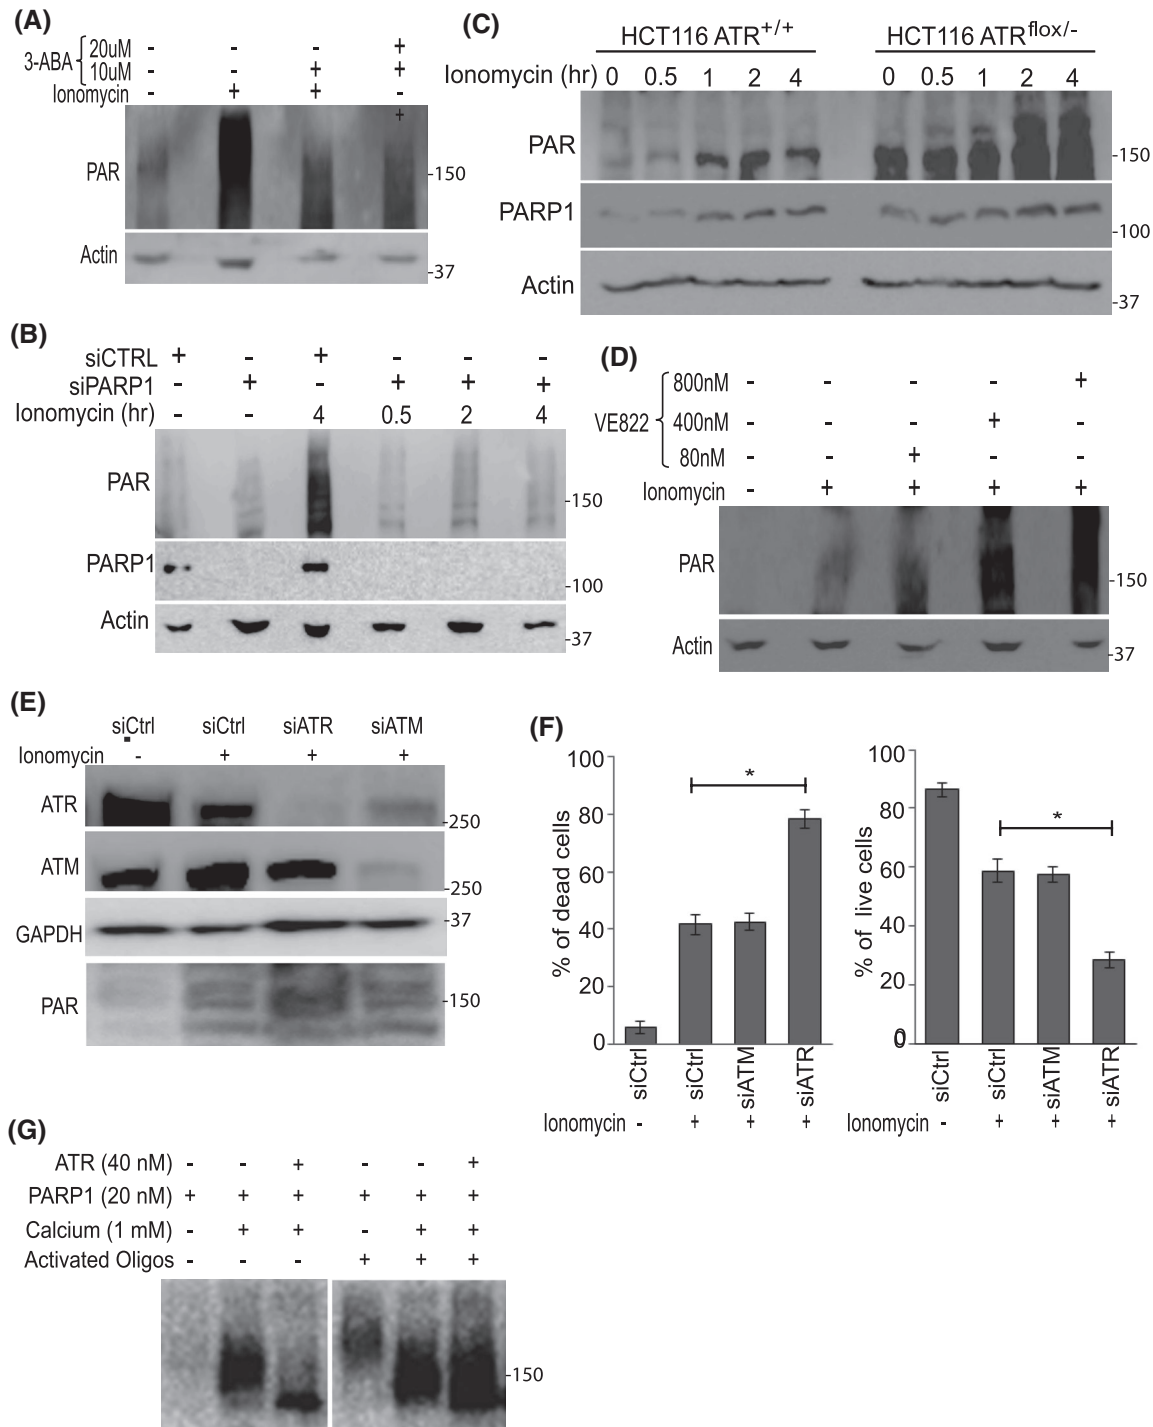 (A)
20uM - - - +
3-ABA
10uM - - + +
Ionomycin - + + -
+
PAR
-150
Actin
-37
(B)
siCTRL + - + - - -
siPARP1 - + - + + +
Ionomycin (hr) - - 4 0.5 2 4
PAR
-150
PARP1
-100
Actin
-37
(C)
HCT116 ATR+/+ HCT116 ATRflox/-
Ionomycin (hr) 0 0.5 1 2 4 0 0.5 1 2 4
PAR
-150
PARP1
-100
Actin
-37
(D)
800nM - - - - +
VE822
400nM - - - + -
80nM - - + - -
Ionomycin - + + + +
PAR
-150
Actin
-37
(E)
siCtrl siCtrl siATR siATM
Ionomycin - + + +
ATR
-250
ATM
-250
GAPDH
-37
PAR
-150
(F)
% of dead cells
100
80
60
40
20
0
*
siCtrl siCtrl siATM siATR
Ionomycin - + + +
% of live cells
100
80
60
40
20
0
0
*
siCtrl siCtrl siATM siATR
Ionomycin - + + +
(G)
ATR (40 nM) - - + - - +
PARP1 (20 nM) + + + + + +
Calcium (1 mM) - + + - + +
Activated Oligos - - - + + +
-150